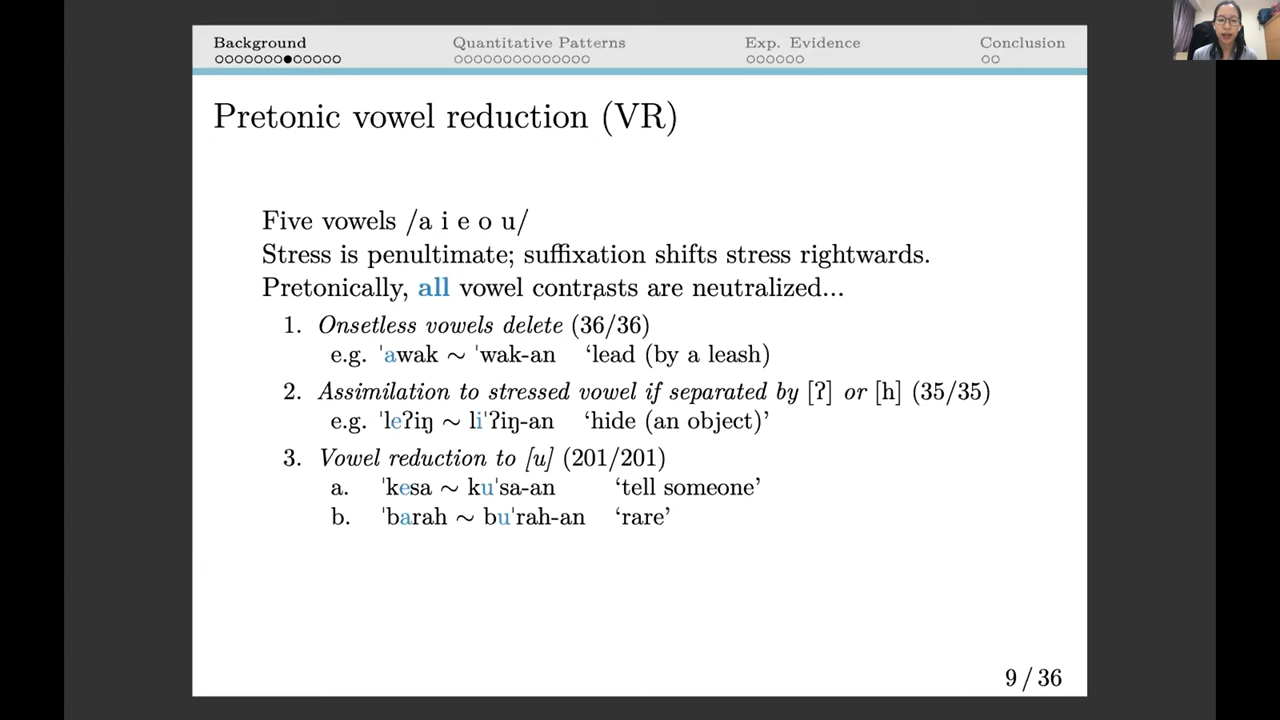 Background Quantitative Patterns Exp. Evidence Conclusion
Pretonic vowel reduction (VR)
Five vowels /a i e o u/
Stress is penultimate; suffixation shifts stress rightwards.
Pretonically, all vowel contrasts are neutralized...
1. Onsetless vowels delete (36/36)
e.g. ˈawak ∼ ˈwak-an ‘lead (by a leash)
2. Assimilation to stressed vowel if separated by [ʔ] or [h] (35/35)
e.g. ˈleʔiŋ ∼ liˈʔiŋ-an ‘hide (an object)’
3. Vowel reduction to [u] (201/201)
a. ˈkesa ∼ kuˈsa-an ‘tell someone’
b. ˈbarah ∼ buˈrah-an ‘rare’
9 / 36